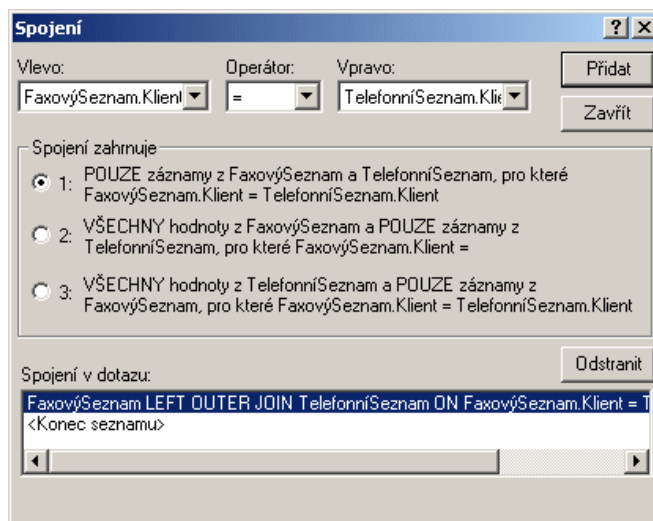 Spojení
Vlevo: Operátor: Vpravo:
Přidat
FaxovýSeznam.Klient = TelefonníSeznam.Klie
Zavřít
Spojení zahrnuje
1: POUZE záznamy z FaxovýSeznam a TelefonníSeznam, pro které
FaxovýSeznam.Klient = TelefonníSeznam.Klient
2: VŠECHNY hodnoty z FaxovýSeznam a POUZE záznamy z
TelefonníSeznam, pro které FaxovýSeznam.Klient =
3: VŠECHNY hodnoty z TelefonníSeznam a POUZE záznamy z
FaxovýSeznam, pro které FaxovýSeznam.Klient = TelefonníSeznam.Klient
Odstranit
Spojení v dotazu:
FaxovýSeznam LEFT OUTER JOIN TelefonníSeznam ON FaxovýSeznam.Klient = T
<Konec seznamu>